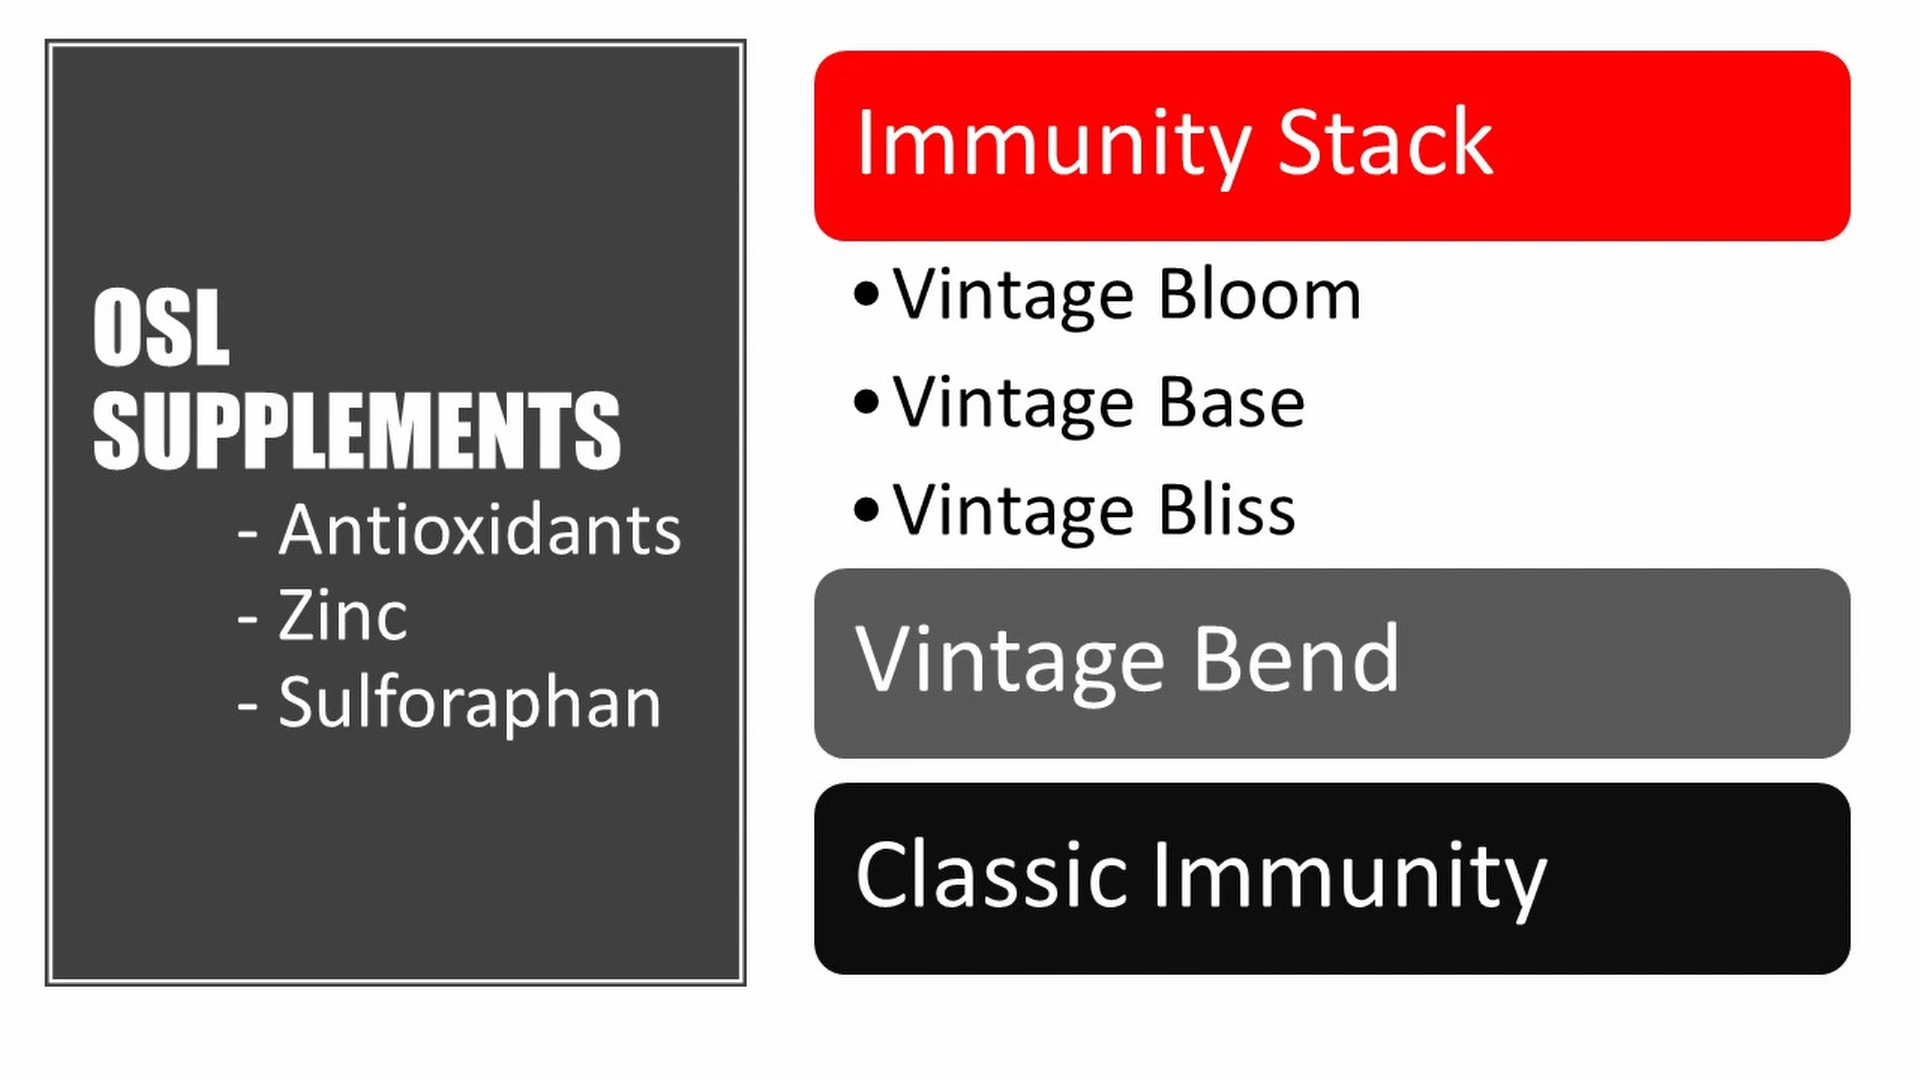 OSL
SUPPLEMENTS
- Antioxidants
- Zinc
- Sulforaphan
Immunity Stack
•Vintage Bloom
•Vintage Base
•Vintage Bliss
Vintage Bend
Classic Immunity